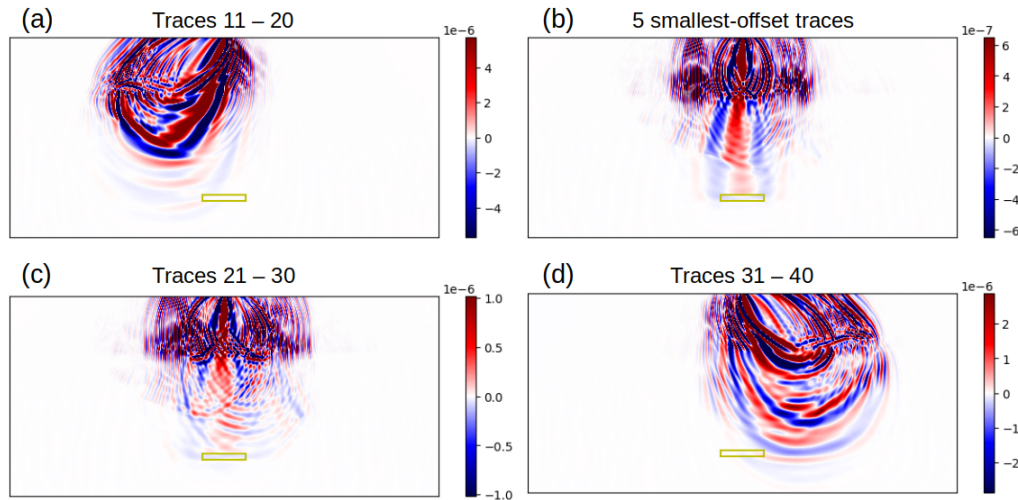 (a) Traces 11 – 20
1e−6
4
2
0
−2
−4
(b) 5 smallest-offset traces
1e−7
6
4
2
0
−2
−4
−6
(c) Traces 21 – 30
1e−6
1.0
0.5
0.0
−0.5
−1.0
(d) Traces 31 – 40
1e−6
2
1
0
−1
−2